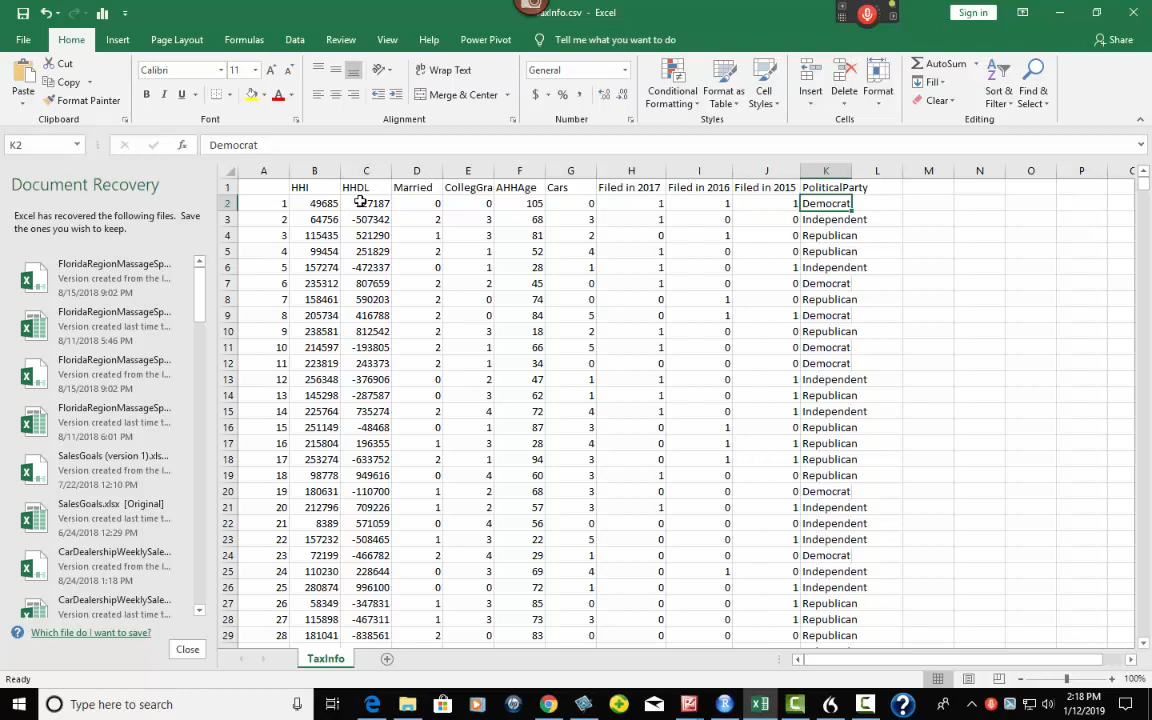 TaxInfo.csv - Excel
Sign in
File Home Insert Page Layout Formulas Data Review View Help Power Pivot Tell me what you want to do Share
Paste
Cut
Copy
Format Painter
Clipboard
Calibri 11
B I U
Font
Wrap Text
Merge & Center
Alignment
General
$ % ,
Number
Conditional Formatting
Format as Table
Cell Styles
Styles
Insert Delete Format
Cells
AutoSum
Fill
Clear
Sort & Filter
Find & Select
Editing
K2 fx Democrat
Document Recovery
Excel has recovered the following files. Save
the ones you wish to keep.
FloridaRegionMassageSp...
Version created from the l...
8/15/2018 9:02 PM
FloridaRegionMassageSp...
Version created last time t...
8/11/2018 5:46 PM
FloridaRegionMassageSp...
Version created from the l...
8/15/2018 9:02 PM
FloridaRegionMassageSp...
Version created last time t...
8/11/2018 6:01 PM
SalesGoals (version 1).xls...
Version created from the l...
7/22/2018 12:10 PM
SalesGoals.xlsx [Original]
Version created last time t...
6/24/2018 12:29 PM
CarDealershipWeeklySale...
Version created from the l...
8/24/2018 1:18 PM
CarDealershipWeeklySale...
Version created last time t...
Which file do I want to save?
Close
A B C D E F G H I J K L M N O P
1 HHI HHDL Married CollegGra AHHAge Cars Filed in 2017 Filed in 2016 Filed in 2015 PoliticalParty
2 1 49685 0 0 105 0 1 1 1 Democrat
3 2 64756 -507342 0 3 68 3 1 0 0 Independent
4 3 115435 521290 1 3 81 2 0 1 0 Republican
5 4 99454 251829 2 1 52 4 1 0 0 Republican
6 5 157274 -472337 0 1 28 1 0 1 1 Independent
7 6 235312 807659 2 2 45 0 1 0 0 Democrat
8 7 158461 590203 2 0 74 0 0 1 0 Republican
9 8 205734 416788 2 0 84 5 0 1 1 Democrat
10 9 238581 812542 2 3 18 2 1 0 0 Republican
11 10 214597 -193805 2 1 66 5 1 0 0 Democrat
12 11 223819 243373 2 1 34 0 0 0 0 Democrat
13 12 256348 -376906 0 2 47 1 1 0 1 Independent
14 13 145298 -287587 0 3 62 1 1 0 1 Republican
15 14 225764 735274 2 4 72 4 1 0 1 Independent
16 15 251149 -48468 1 3 87 3 0 1 0 Republican
17 16 215804 196355 1 3 28 4 0 1 1 Republican
18 17 253274 -633752 2 1 94 3 0 1 0 Republican
19 18 98778 949616 0 4 60 3 1 0 0 Republican
20 19 180631 -110700 1 2 68 3 0 0 0 Democrat
21 20 212796 709226 1 2 57 3 1 1 0 Independent
22 21 8389 571059 0 4 56 0 0 0 0 Independent
23 22 157232 -508465 1 3 22 5 0 0 1 Independent
24 23 72199 -466782 2 4 29 1 0 0 0 Democrat
25 24 110230 228644 0 3 69 4 0 1 0 Independent
26 25 280874 996100 0 0 72 1 0 0 1 Independent
27 26 58349 -347831 1 3 85 0 0 0 1 Republican
28 27 115898 -467311 1 3 73 3 0 0 1 Republican
29 28 181041 -838561 2 0 83 0 0 0 0 Republican
TaxInfo
Ready
100%
Type here to search
2:18 PM
1/12/2019